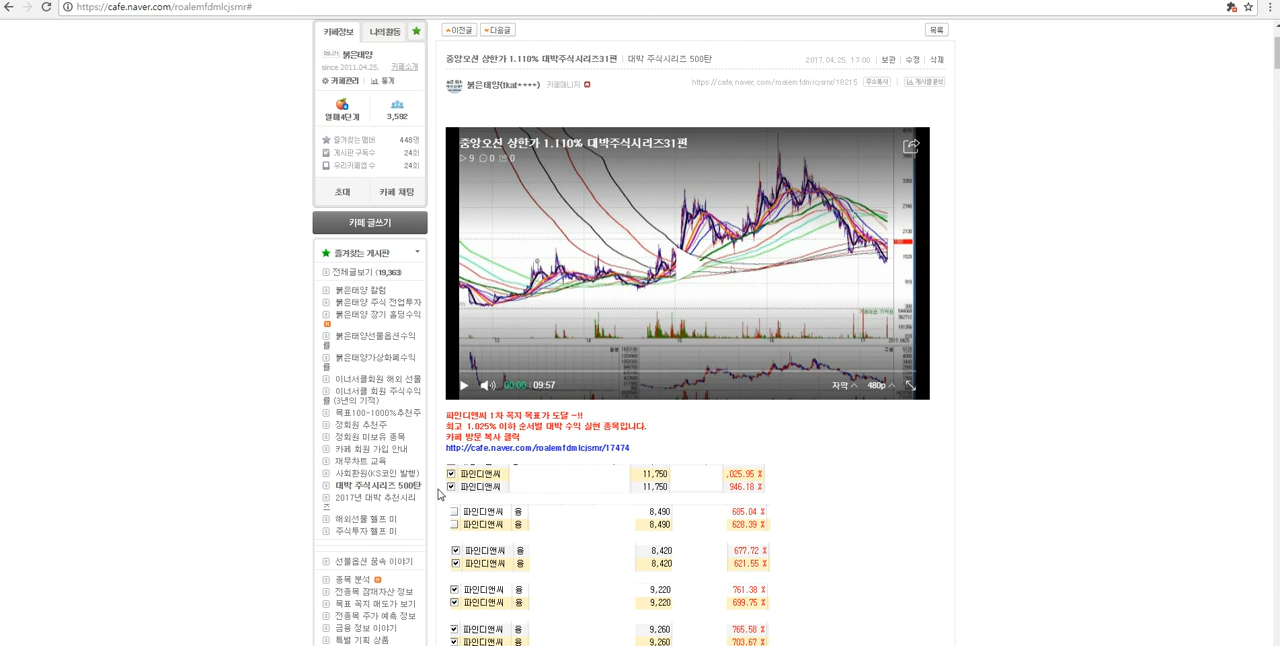 https://cafe.naver.com/roalemfdmlcjsrnr#
카페정보
나의활동
매니저 붉은태양
since 2011.04.25.
카페소개
카페관리
통계
열매4단계
3,592
즐겨찾는멤버 448명
게시판 구독수 24회
우리카페앱 수 24회
초대
카페 채팅
카페 글쓰기
즐겨찾는 게시판
전체글보기 (19,363)
붉은태양 칼럼
붉은태양 주식 전업투자
붉은태양 장기 홀딩수익
붉은태양선물옵션수익
률
붉은태양가상화폐수익
률
이너서클회원 해외 선물
이너서클 회원 주식수익
률 (3년의 기적)
목표100-1000%추천주
정회원 추천주
정회원 미보유 종목
카페 회원 가입 안내
재무차트 교육
사회환원(KS코인 발행)
대박 주식시리즈 500탄
2017년 대박 추천시리
즈
해외선물 헬프 미
주식투자 헬프 미
선물옵션 꿈속 이야기
종목 분석
전종목 잠재자산 정보
목표 쪽지 매도가 보기
전종목 주가 예측 정보
금융 정보 이야기
특별 기획 상품
이전글
다음글
목록
중앙오션 상한가 1.110% 대박주식시리즈31편 | 대박 주식시리즈 500탄
2017.04.25. 17:00
보관
수정
삭제
붉은태양(tkat****) 카페매니저
https://cafe.naver.com/roalemfdmlcjsrnr/18215
주소복사
게시글 분석
중앙오션 상한가 1.110% 대박주식시리즈31편
9 0 0
00:00 09:57
자막
480p
파인디앤씨 1차 쪽지 목표가 도달 ~!!
최고 1.025% 이하 순서별 대박 수익 실현 종목입니다.
카페 방문 복사 클릭
http://cafe.naver.com/roalemfdmlcjsrnr/17474
파인디앤씨 11,750 ,025.95 %
파인디앤씨 11,750 946.18 %
파인디앤씨 융 8,490 685.04 %
파인디앤씨 융 8,490 628.39 %
파인디앤씨 융 8,420 677.72 %
파인디앤씨 융 8,420 621.55 %
파인디앤씨 융 9,220 761.38 %
파인디앤씨 융 9,220 699.75 %
파인디앤씨 융 9,260 765.58 %
파인디앤씨 융 9,260 703.67 %